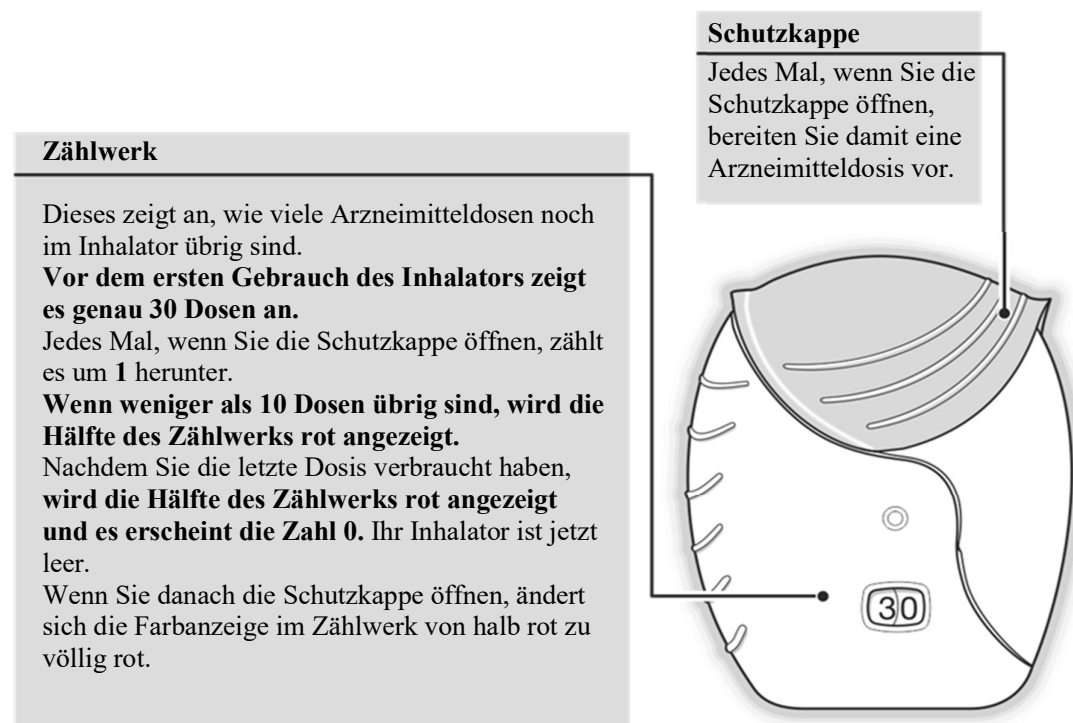 Schutzkappe
Jedes Mal, wenn Sie die
Schutzkappe öffnen,
bereiten Sie damit eine
Arzneimitteldosis vor.
Zählwerk
Dieses zeigt an, wie viele Arzneimitteldosen noch
im Inhalator übrig sind.
Vor dem ersten Gebrauch des Inhalators zeigt
es genau 30 Dosen an.
Jedes Mal, wenn Sie die Schutzkappe öffnen, zählt
es um 1 herunter.
Wenn weniger als 10 Dosen übrig sind, wird die
Hälfte des Zählwerks rot angezeigt.
Nachdem Sie die letzte Dosis verbraucht haben,
wird die Hälfte des Zählwerks rot angezeigt
und es erscheint die Zahl 0. Ihr Inhalator ist jetzt
leer.
Wenn Sie danach die Schutzkappe öffnen, ändert
sich die Farbanzeige im Zählwerk von halb rot zu
völlig rot.
30